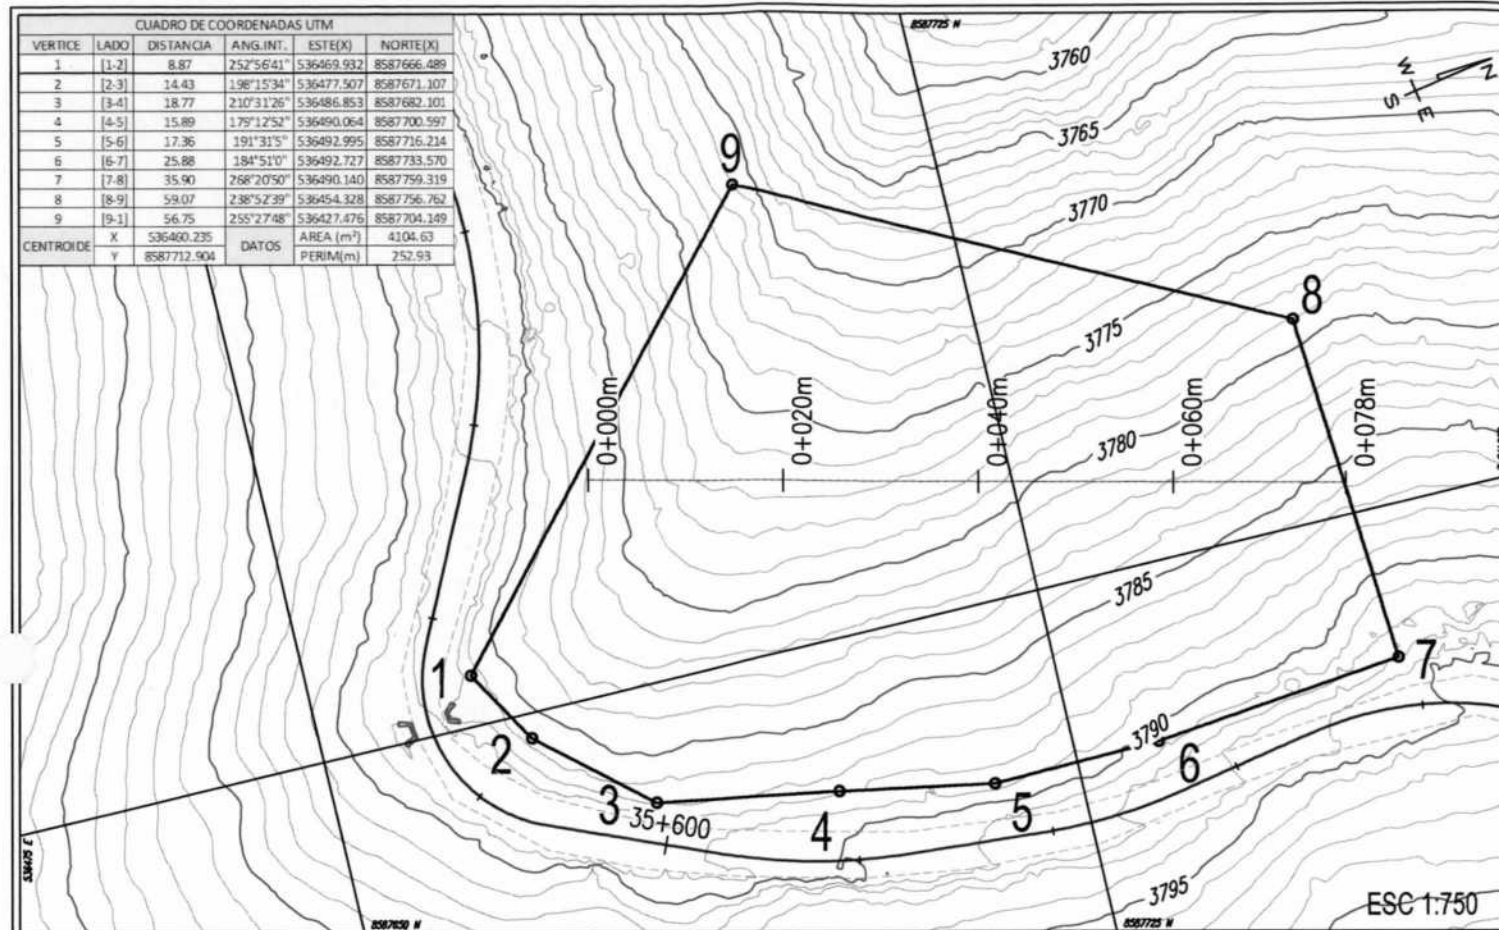 CUADRO DE COORDENADAS UTM
VERTICE LADO DISTANCIA ANG.INT. ESTE(X) NORTE(X)
1 [1-2] 8.87 252°56'41" 536469.932 8587666.489
2 [2-3] 14.43 198°15'34" 536477.507 8587671.107
3 [3-4] 18.77 210°31'26" 536486.853 8587682.101
4 [4-5] 15.89 179°12'52" 536490.064 8587700.597
5 [5-6] 17.36 191°31'5" 536492.995 8587716.214
6 [6-7] 25.88 184°51'0" 536492.727 8587733.570
7 [7-8] 35.90 268°20'50" 536490.140 8587759.319
8 [8-9] 59.07 238°52'39" 536454.328 8587756.762
9 [9-1] 56.75 255°27'48" 536427.476 8587704.149
CENTROIDE X 536460.235 DATOS AREA (m²) 4104.63
Y 8587712.904 PERIM(m) 252.93
8587725 N
3760
W
N
S
E
3765
9
3770
8
3775
0+000m
0+020m
0+040m
0+060m
0+078m
3780
3785
1
7
2
3790
6
3
35+600
4
5
536475 E
3795
ESC 1:750
8587650 N
8587725 N